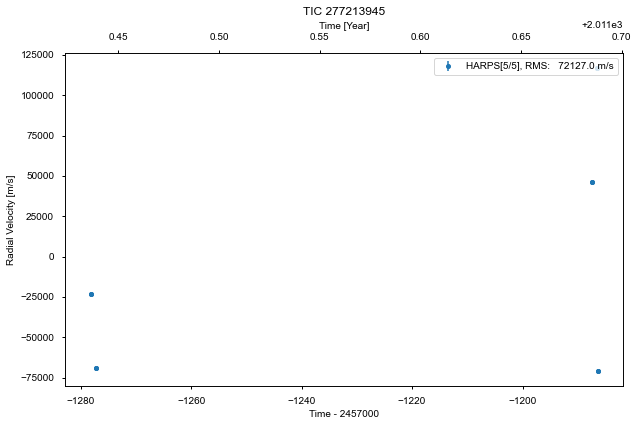 TIC 277213945
Time [Year]
+2.011e3
0.45 0.50 0.55 0.60 0.65 0.70
HARPS[5/5], RMS: 72127.0 m/s
125000
100000
75000
50000
25000
0
−25000
−50000
−75000
Radial Velocity [m/s]
−1280 −1260 −1240 −1220 −1200
Time - 2457000